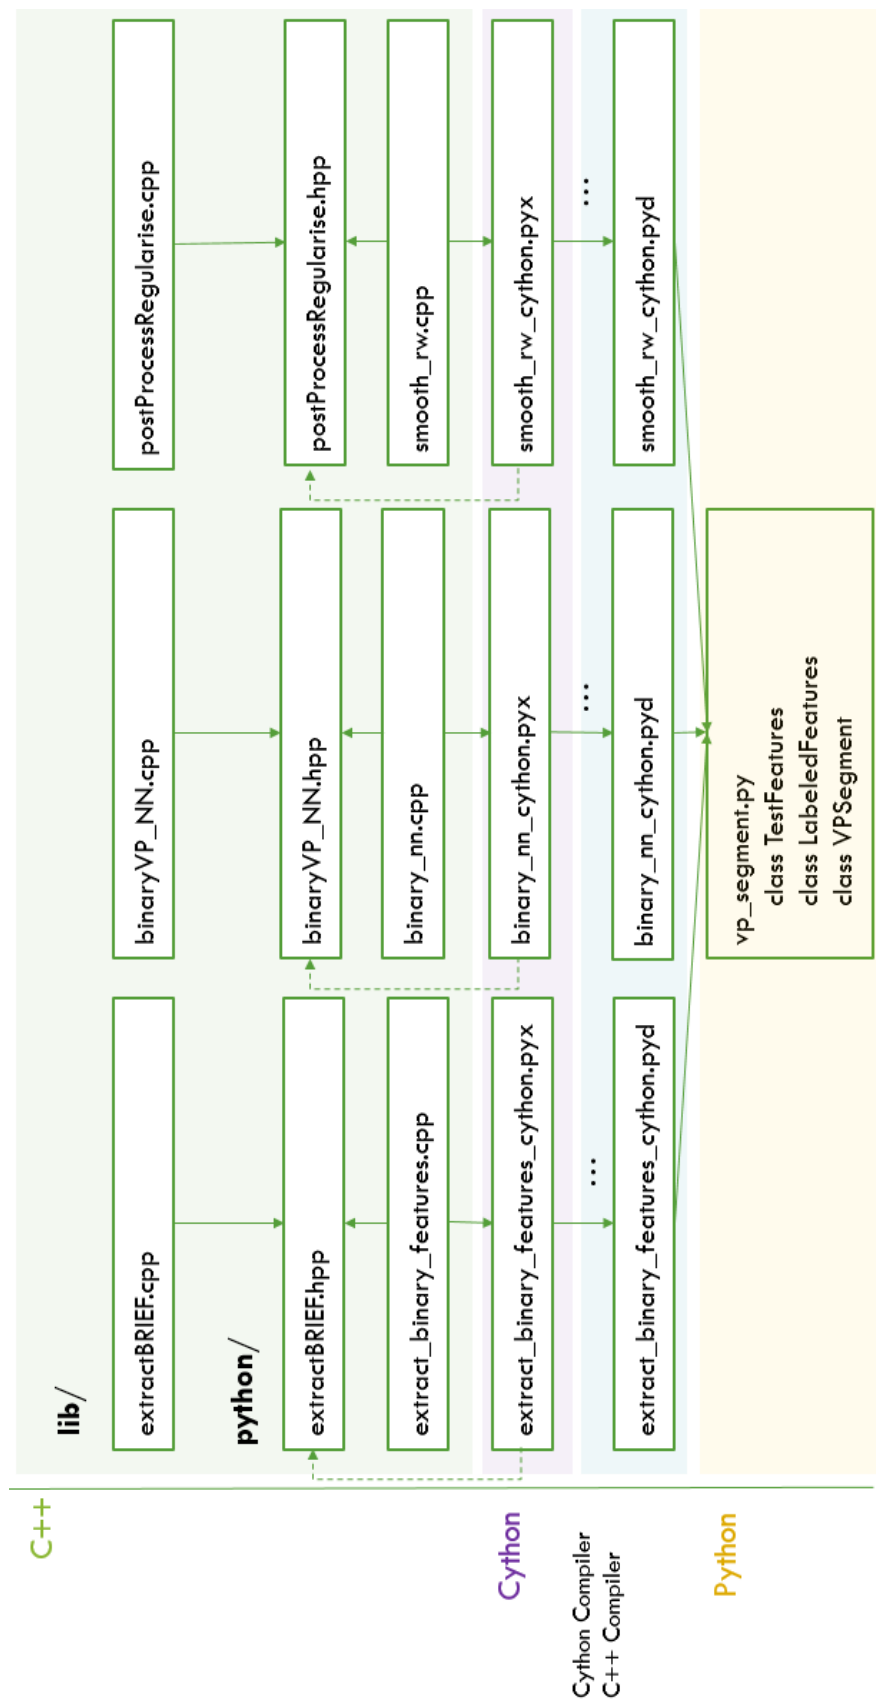 C++
lib/
extractBRIEF.cpp
binaryVP_NN.cpp
postProcessRegularise.cpp
python/
extractBRIEF.hpp
binaryVP_NN.hpp
postProcessRegularise.hpp
extract_binary_features.cpp
binary_nn.cpp
smooth_rw.cpp
Cython
extract_binary_features_cython.pyx
binary_nn_cython.pyx
smooth_rw_cython.pyx
Cython Compiler
C++ Compiler
...
...
...
extract_binary_features_cython.pyd
binary_nn_cython.pyd
smooth_rw_cython.pyd
Python
vp_segment.py
class TestFeatures
class LabeledFeatures
class VPSegment